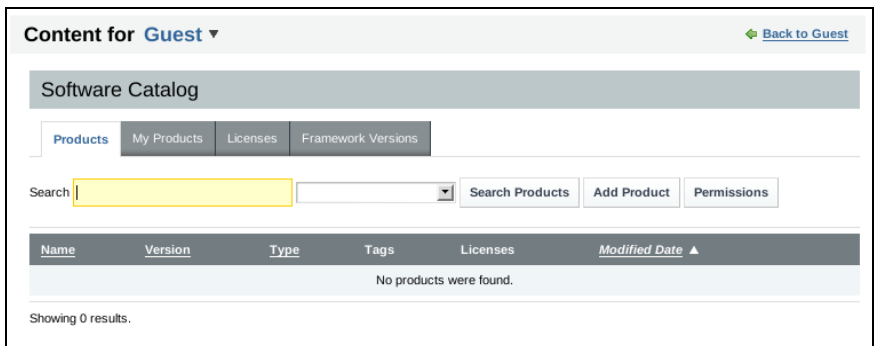 Content for Guest ▼ Back to Guest
Software Catalog
Products My Products Licenses Framework Versions
Search Search Products Add Product Permissions
Name Version Type Tags Licenses Modified Date ▲
No products were found.
Showing 0 results.